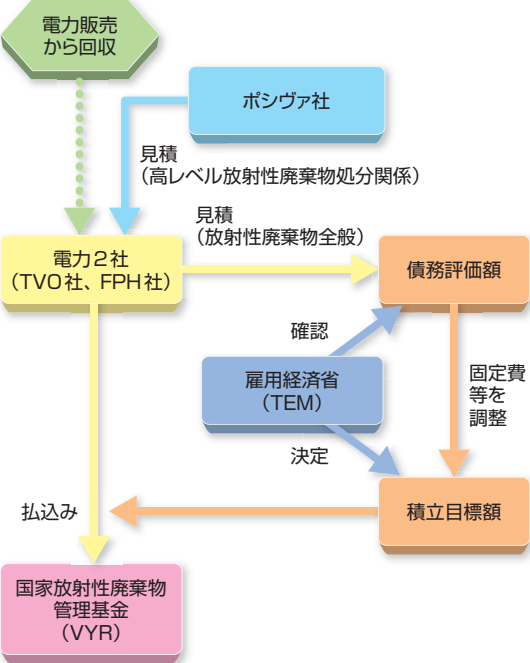 電力販売
から回収
ポシヴァ社
見積
（高レベル放射性廃棄物処分関係）
見積
（放射性廃棄物全般）
電力2社
（TVO社、FPH社）
債務評価額
確認
雇用経済省
（TEM）
固定費
等を
調整
決定
払込み
積立目標額
国家放射性廃棄物
管理基金
（VYR）